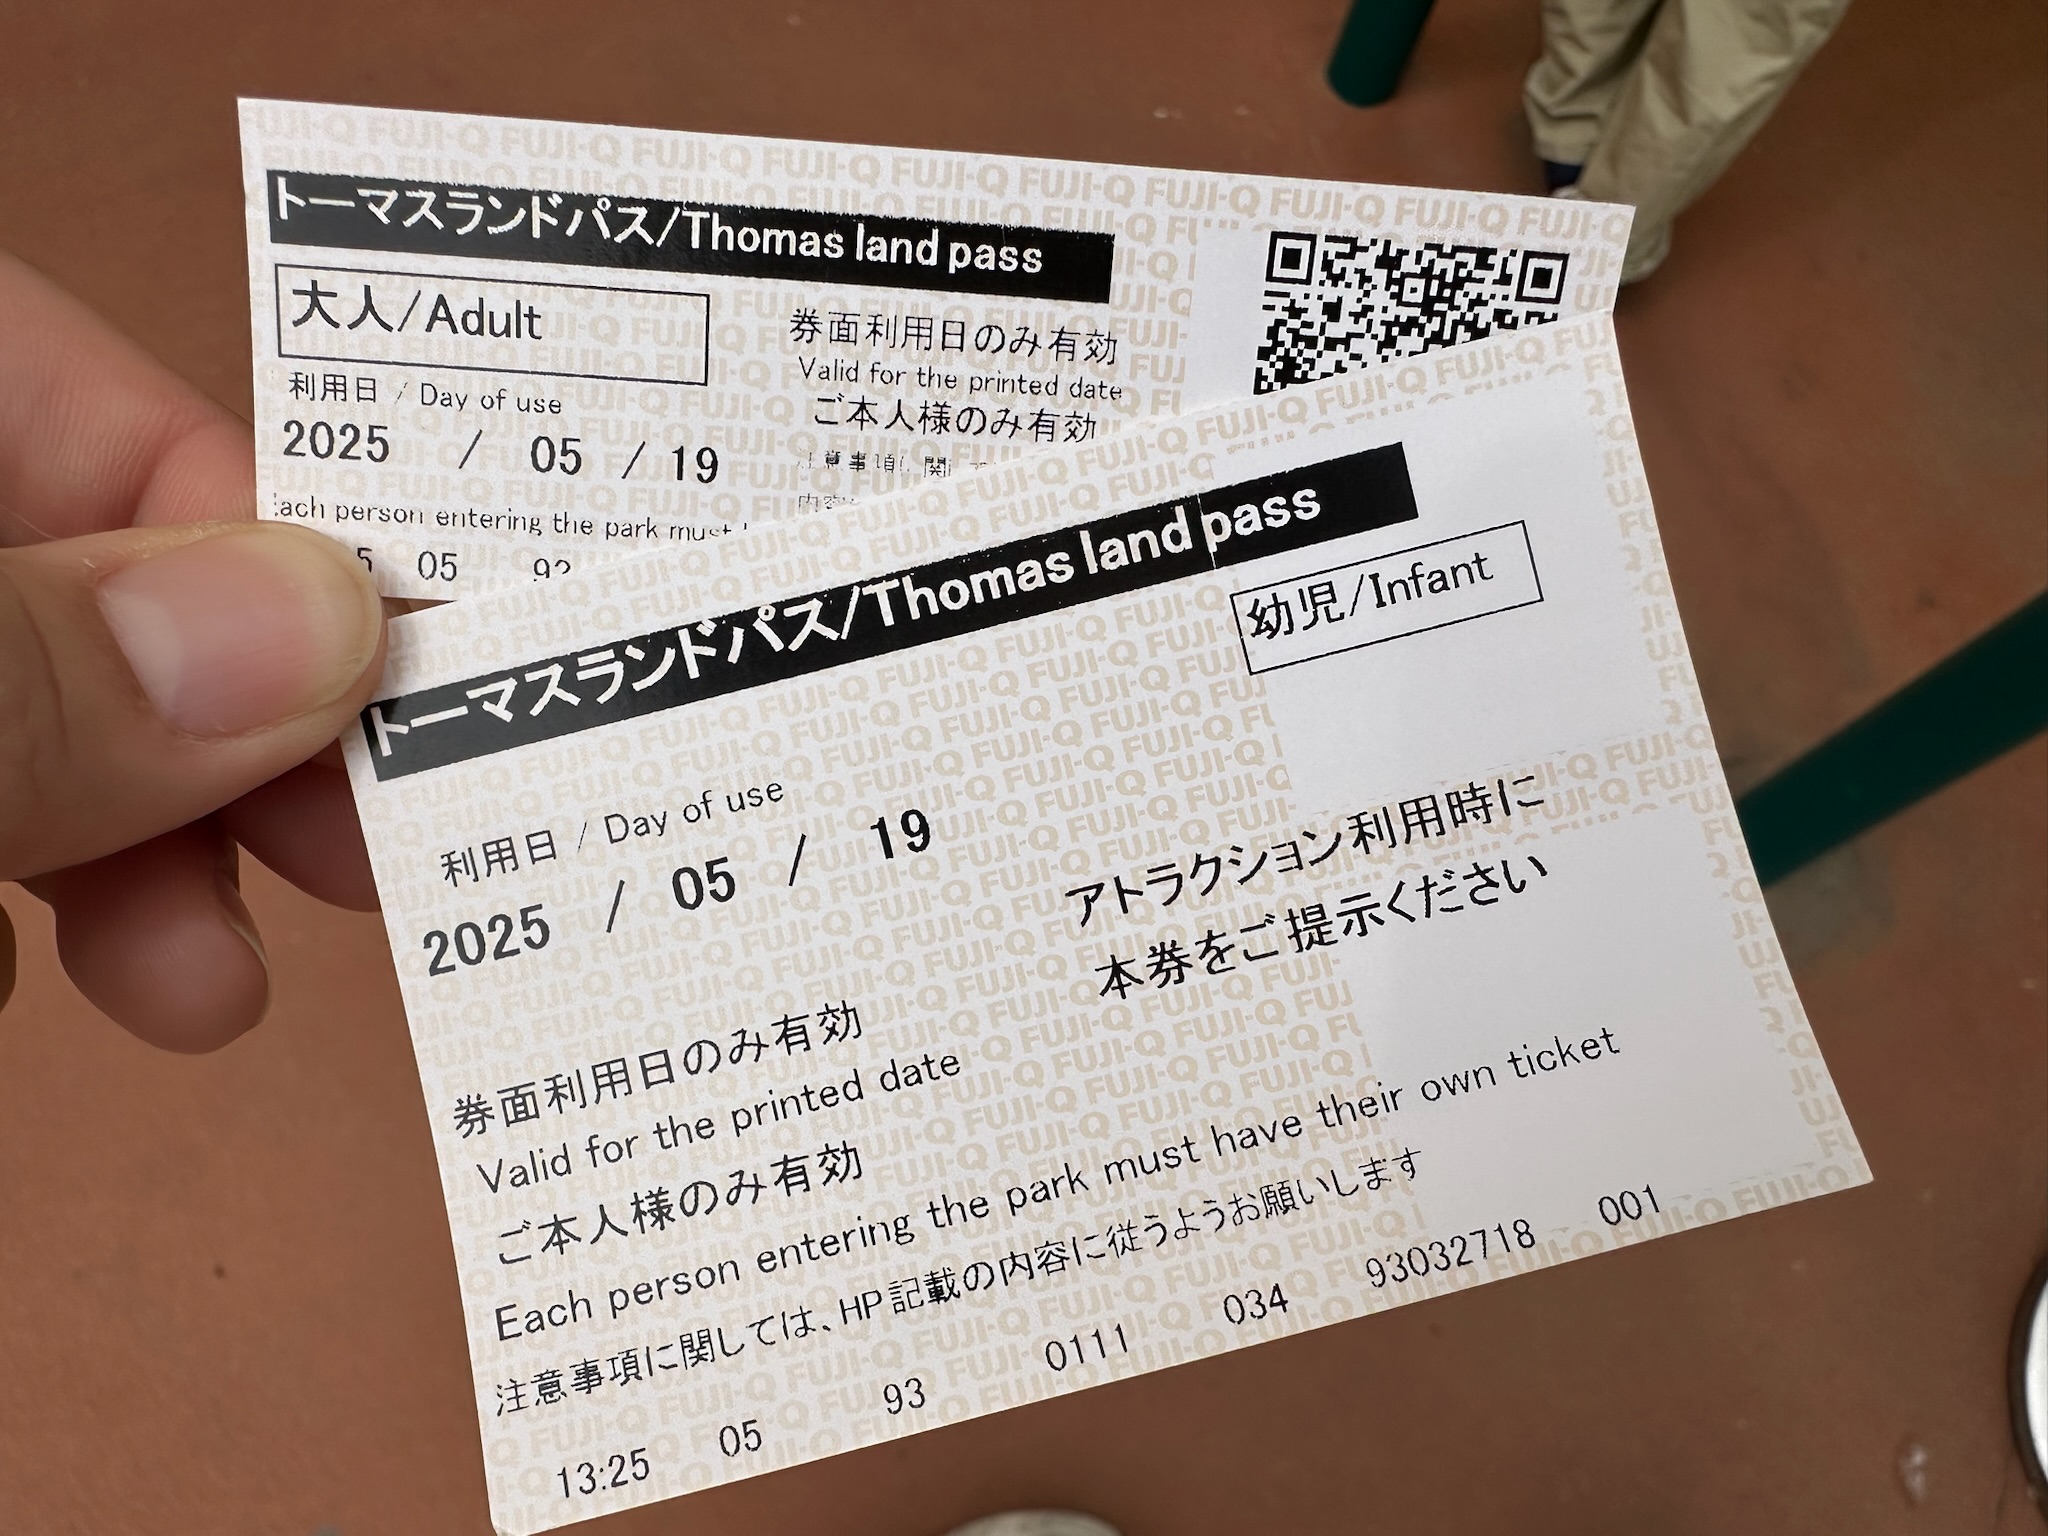 トーマスランドパス/Thomas land pass
大人/Adult
利用日 / Day of use
2025 / 05 / 19
券面利用日のみ有効
Valid for the printed date
ご本人様のみ有効
person entering the park must
05
トーマスランドパス/Thomas land pass
幼児/Infant
利用日 / Day of use
2025 / 05 / 19
アトラクション利用時に
本券をご提示ください
券面利用日のみ有効
Valid for the printed date
ご本人様のみ有効
Each person entering the park must have their own ticket
注意事項に関しては、HP記載の内容に従うようお願いします
13:25 05 93 0111 034 93032718 001
FUJI-Q